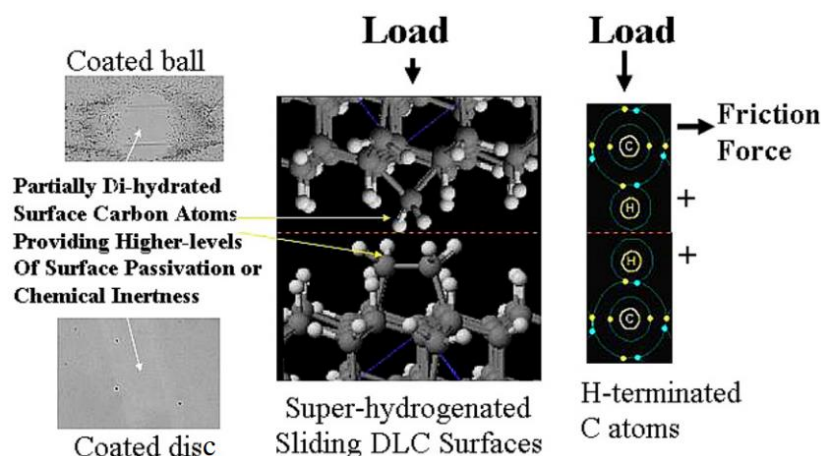 Load
Load
Coated ball
Friction
Force
Partially Di-hydrated
Surface Carbon Atoms
Providing Higher-levels
Of Surface Passivation or
Chemical Inertness
C
H
+
H
+
C
Coated disc
Super-hydrogenated
Sliding DLC Surfaces
H-terminated
C atoms